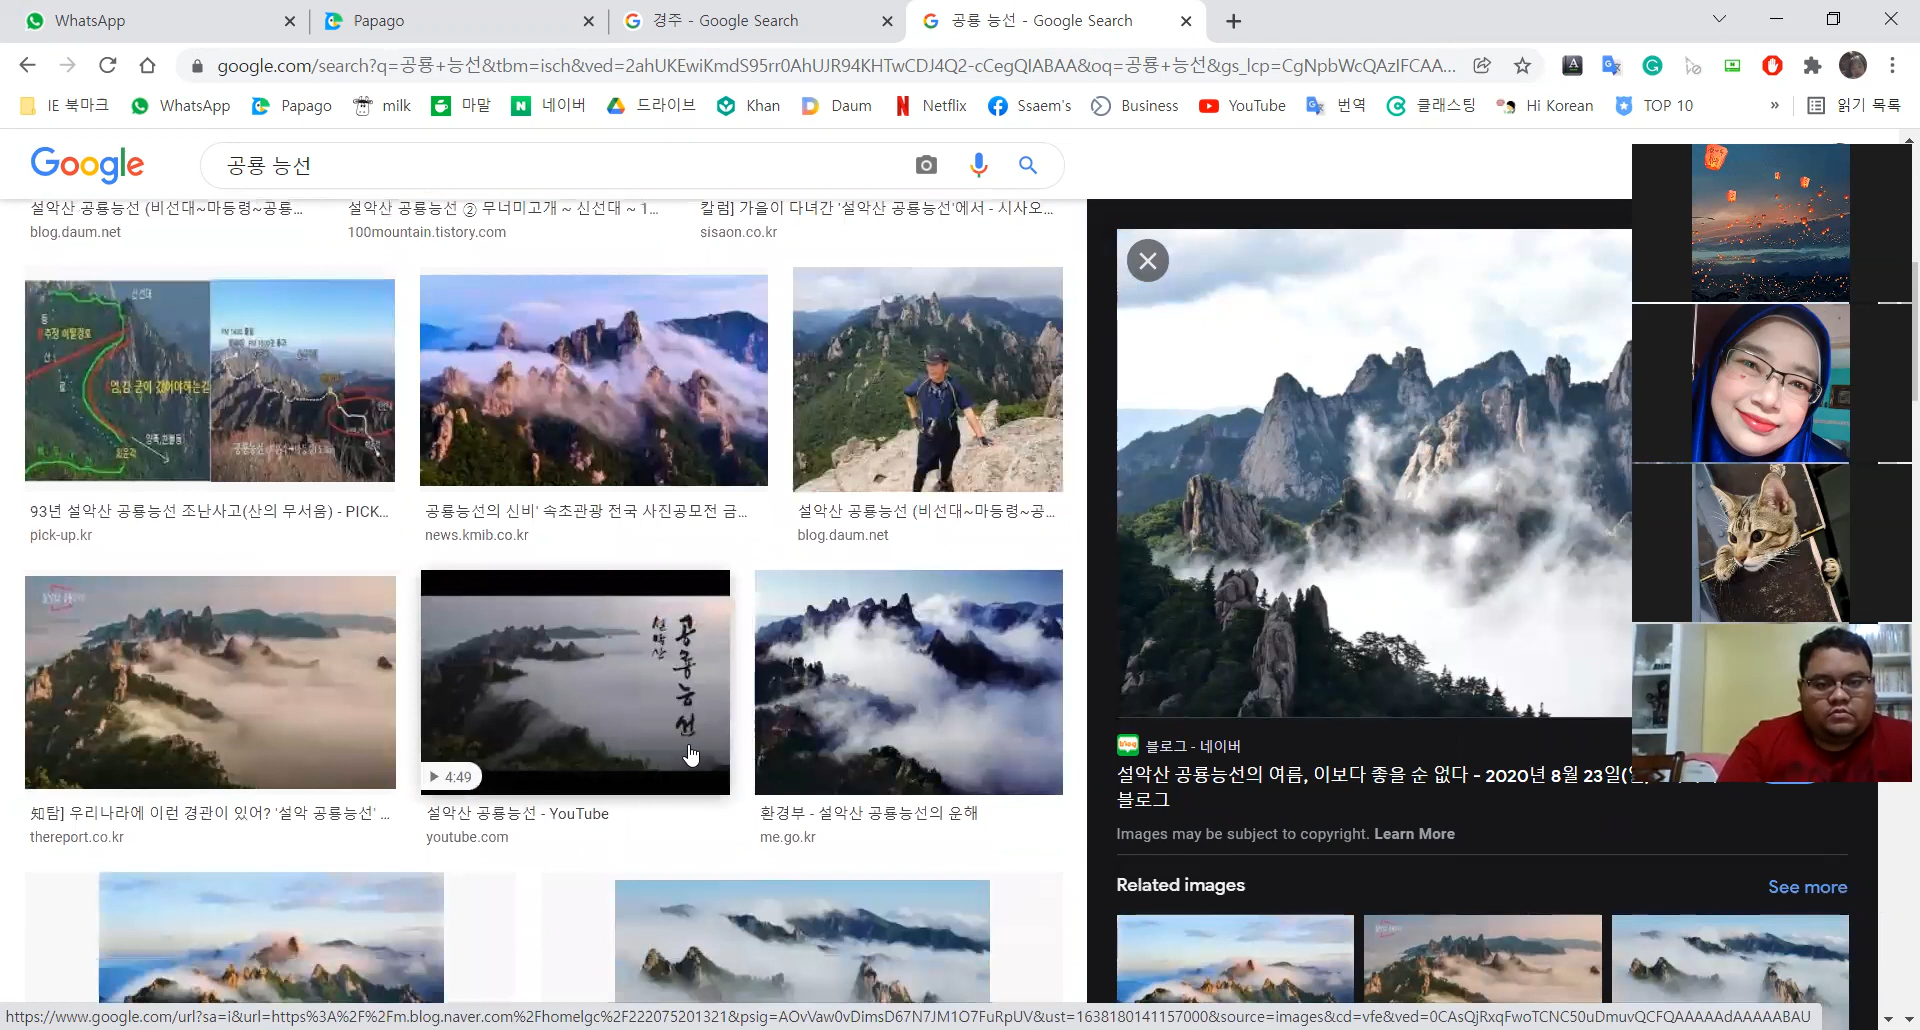 WhatsApp
Papago
경주 - Google Search
공룡 능선 - Google Search
google.com/search?q=공룡+능선&tbm=isch&ved=2ahUKEwiKmdS95rr0AhUJR94KHTwCDJ4Q2-cCegQIABAA&oq=공룡+능선&gs_lcp=CgNpbWcQAzIFCAA...
IE 북마크 WhatsApp Papago milk 마말 네이버 드라이브 Khan Daum Netflix Ssaem's Business YouTube 번역 클래스팅 Hi Korean TOP 10 » 읽기 목록
Google
공룡 능선
설악산 공룡능선 (비선대~마등령~공룡...
blog.daum.net
설악산 공룡능선 ② 무너미고개 ~ 신선대 ~ 1...
100mountain.tistory.com
칼럼] 가을이 다녀간 '설악산 공룡능선'에서 - 시사오...
sisaon.co.kr
93년 설악산 공룡능선 조난사고(산의 무서움) - PICK...
pick-up.kr
공룡능선의 신비' 속초관광 전국 사진공모전 금...
news.kmib.co.kr
설악산 공룡능선 (비선대~마등령~공...
blog.daum.net
설악산
공룡능선
4:49
知탐] 우리나라에 이런 경관이 있어? '설악 공룡능선' ...
thereport.co.kr
설악산 공룡능선 - YouTube
youtube.com
환경부 - 설악산 공룡능선의 운해
me.go.kr
blog
블로그 - 네이버
설악산 공룡능선의 여름, 이보다 좋을 순 없다 - 2020년 8월 23일(일,
블로그
Images may be subject to copyright. Learn More
Related images
See more
https://www.google.com/url?sa=i&url=https%3A%2F%2Fm.blog.naver.com%2Fhomelgc%2F222075201321&psig=AOvVaw0vDimsD67N7JM1O7FuRpUV&ust=1638180141157000&source=images&cd=vfe&ved=0CAsQjRxqFwoTCNC50uDmuvQCFQAAAAAdAAAAABAU